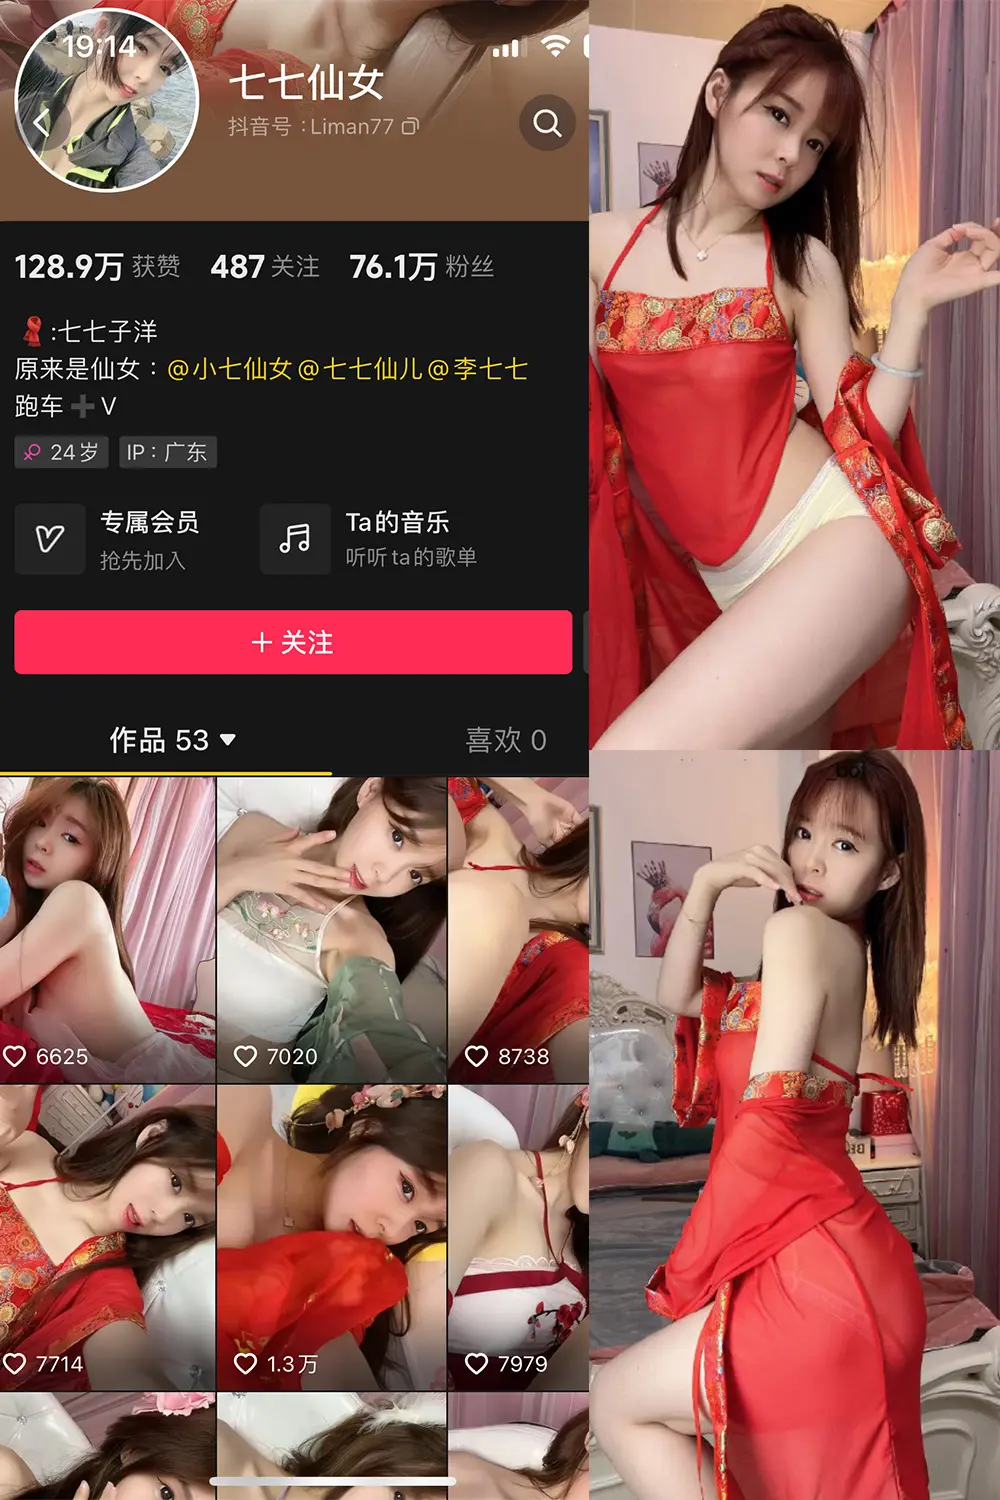 19:14
七七仙女
抖音号：Liman77
128.9万 获赞 487 关注 76.1万 粉丝
:七七子洋
原来是仙女：@小七仙女@七七仙儿@李七七
跑车➕V
24岁 IP：广东
专属会员
抢先加入
Ta的音乐
听听ta的歌单
+ 关注
作品 53 喜欢 0
6625 7020 8738
7714 1.3万 7979